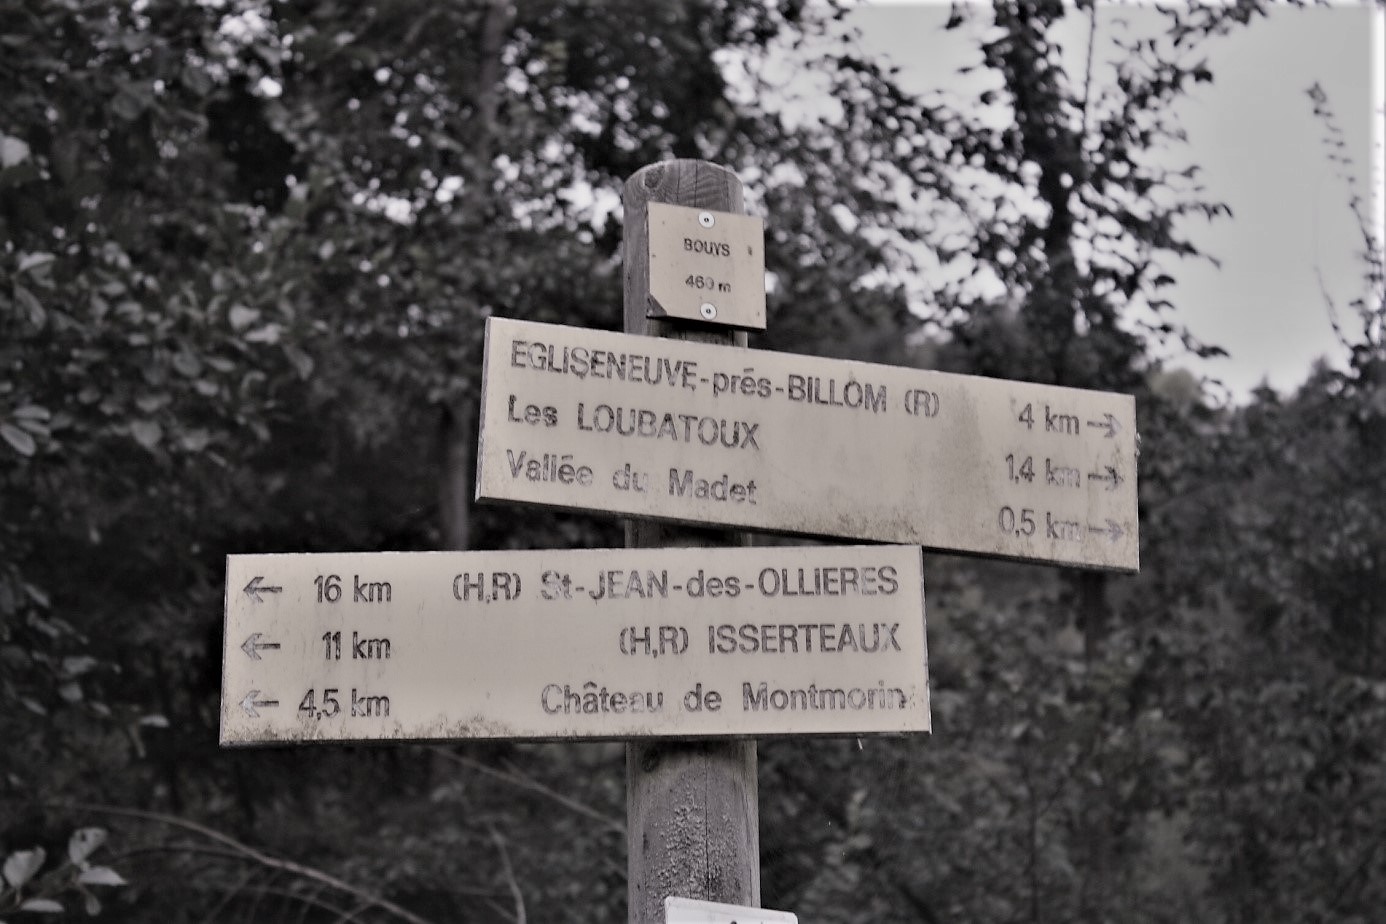 BOUYS
460 m
EGLISENEUVE-prés-BILLOM (R) 4 km →
Les LOUBATOUX 1,4 km →
Vallée du Madet 0,5 km →
← 16 km (H,R) St-JEAN-des-OLLIERES
← 11 km (H,R) ISSERTEAUX
← 4,5 km Château de Montmorin